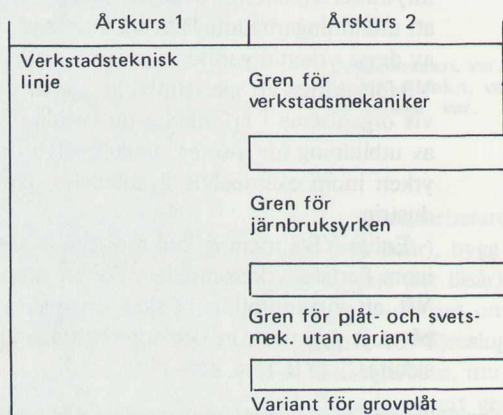 Årskurs 1
Årskurs 2
Verkstadsteknisk
linje
Gren för
verkstadsmekaniker
Gren för
järnbruksyrken
Gren för plåt- och svets-
mek. utan variant
Variant för grovplåt